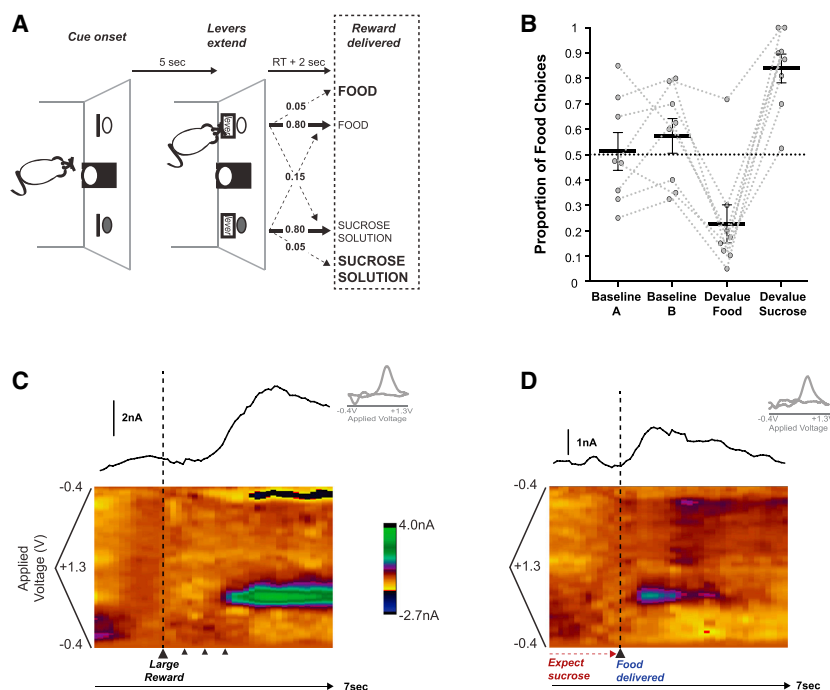 A
Cue onset
Levers extend
Reward delivered
5 sec
RT + 2 sec
lever
lever
0.05
0.80
0.15
0.80
0.05
FOOD
FOOD
SUCROSE SOLUTION
SUCROSE SOLUTION
B
Proportion of Food Choices
1
0.9
0.8
0.7
0.6
0.5
0.4
0.3
0.2
0.1
0
Baseline A
Baseline B
Devalue Food
Devalue Sucrose
C
2nA
-0.4V
+1.3V
Applied Voltage
-0.4
+1.3
-0.4
Applied Voltage (V)
4.0nA
-2.7nA
Large Reward
7sec
D
1nA
-0.4V
+1.3V
Applied Voltage
-0.4
+1.3
-0.4
Expect sucrose
Food delivered
7sec